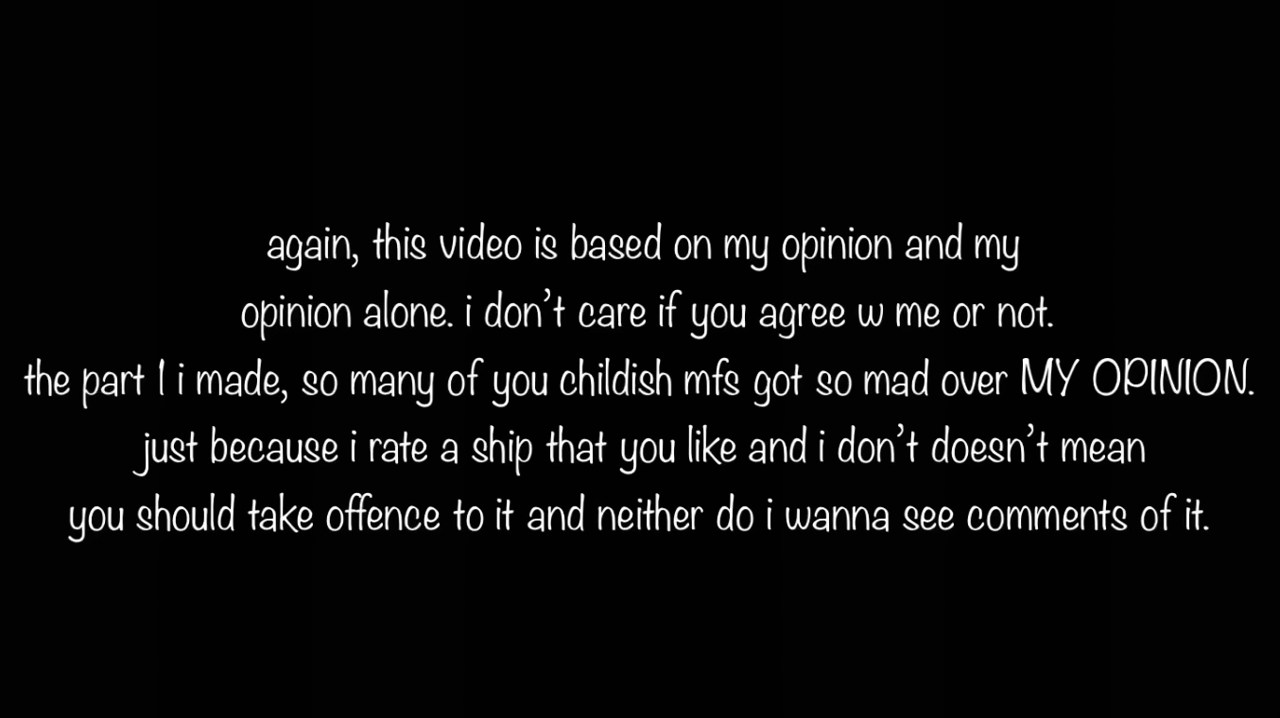 again, this video is based on my opinion and my
opinion alone. i don't care if you agree w me or not.
the part 1 i made, so many of you childish mfs got so mad over MY OPINION.
just because i rate a ship that you like and i don't doesn't mean
you should take offence to it and neither do i wanna see comments of it.